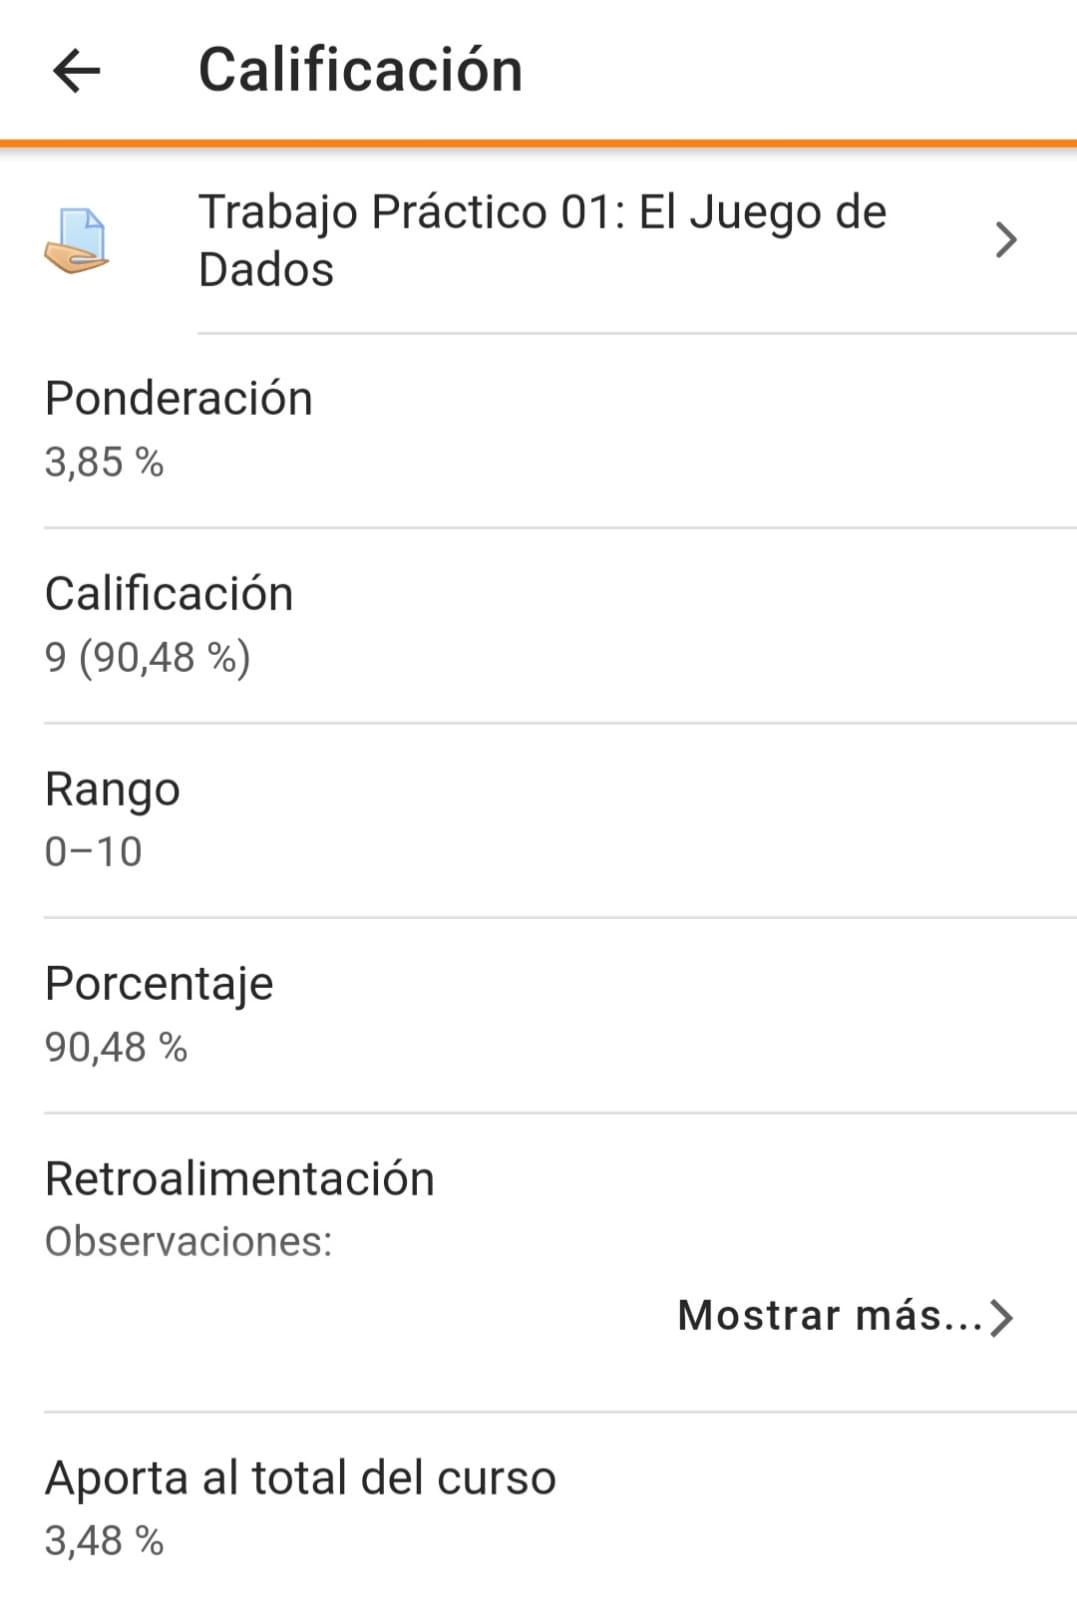 Calificación
Trabajo Práctico 01: El Juego de
Dados
Ponderación
3,85 %
Calificación
9 (90,48 %)
Rango
0–10
Porcentaje
90,48 %
Retroalimentación
Observaciones:
Mostrar más...
Aporta al total del curso
3,48 %